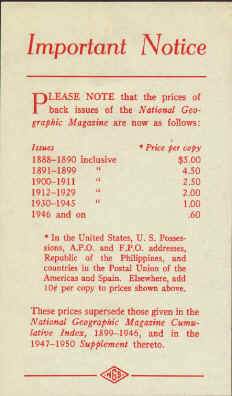 Important Notice
PLEASE NOTE that the prices of
back issues of the National Geo-
graphic Magazine are now as follows:
Issues * Price per copy
1888-1890 inclusive $5.00
1891-1899 " 4.50
1900-1911 " 2.50
1912-1929 " 2.00
1930-1945 " 1.00
1946 and on .60
* In the United States, U. S. Posses-
sions, A.P.O. and F.P.O. addresses,
Republic of the Philippines, and
countries in the Postal Union of the
Americas and Spain. Elsewhere, add
10¢ per copy to prices shown above.
These prices supersede those given in the
National Geographic Magazine Cumu-
lative Index, 1899-1946, and in the
1947-1950 Supplement thereto.
NGS